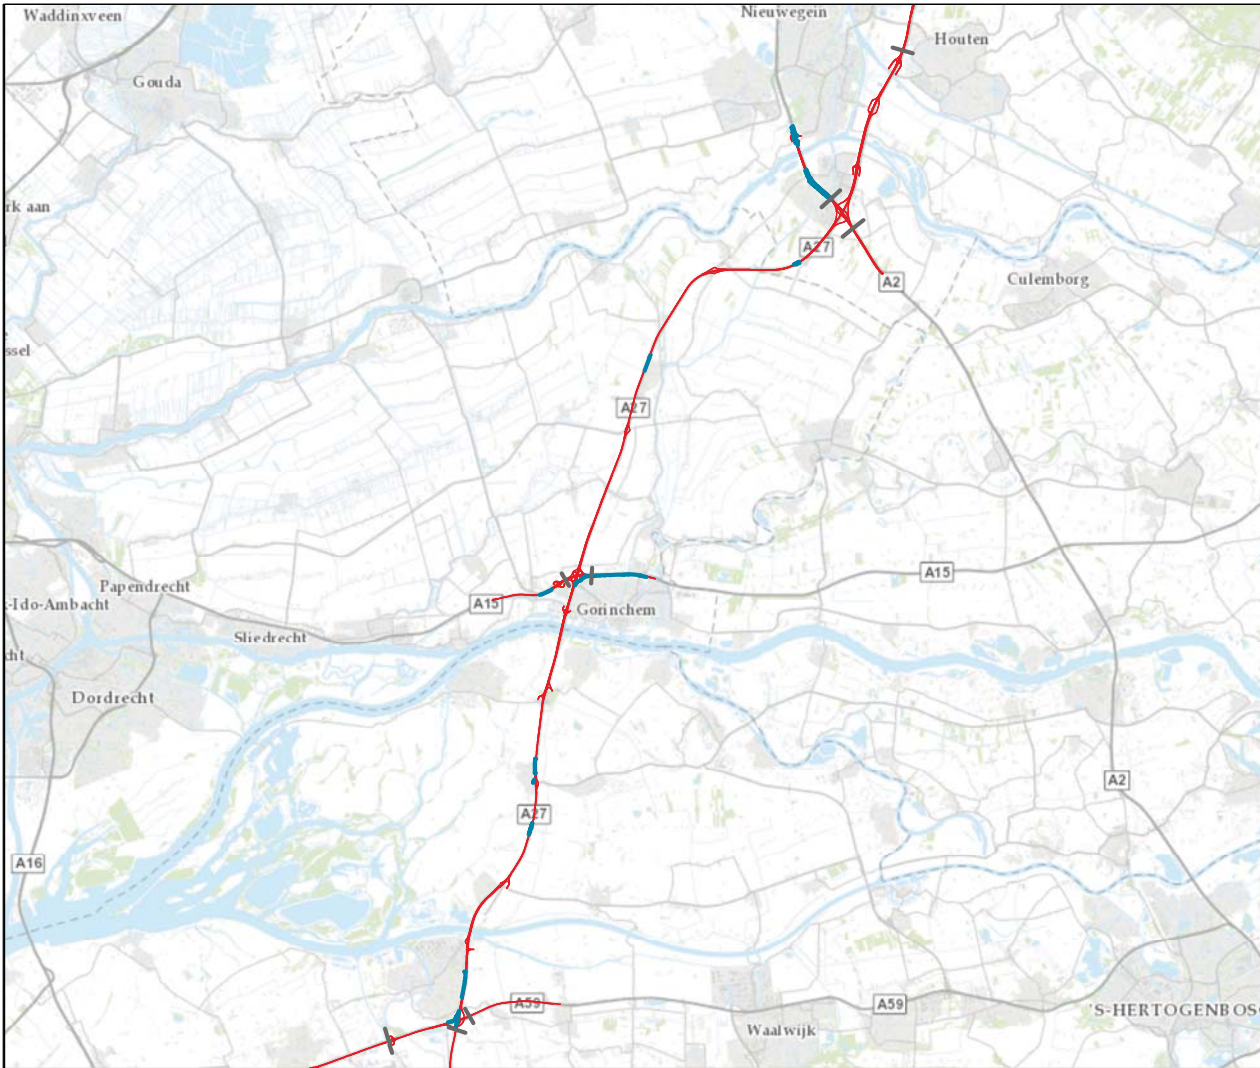 Waddinxveen
Nieuwegein
Houten
Gouda
rk aan
A27
Culemborg
A2
ssel
A27
A15
Papendrecht
-Ido-Ambacht
A15
Gorinchem
Sliedrecht
cht
Dordrecht
A2
A27
A16
A59
A59
'S-HERTOGENBOS
Waalwijk